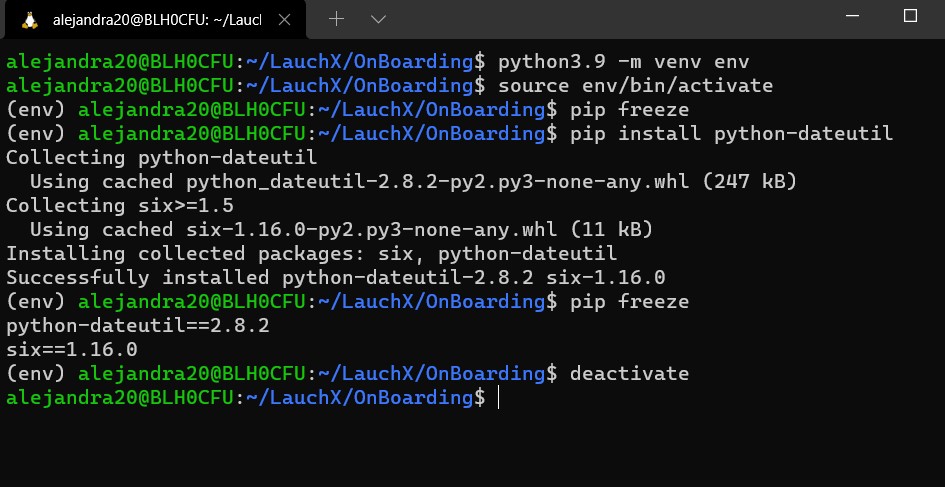 alejandra20@BLH0CFU: ~/Laucl
alejandra20@BLH0CFU:~/LauchX/OnBoarding$ python3.9 -m venv env
alejandra20@BLH0CFU:~/LauchX/OnBoarding$ source env/bin/activate
(env) alejandra20@BLH0CFU:~/LauchX/OnBoarding$ pip freeze
(env) alejandra20@BLH0CFU:~/LauchX/OnBoarding$ pip install python-dateutil
Collecting python-dateutil
  Using cached python_dateutil-2.8.2-py2.py3-none-any.whl (247 kB)
Collecting six>=1.5
  Using cached six-1.16.0-py2.py3-none-any.whl (11 kB)
Installing collected packages: six, python-dateutil
Successfully installed python-dateutil-2.8.2 six-1.16.0
(env) alejandra20@BLH0CFU:~/LauchX/OnBoarding$ pip freeze
python-dateutil==2.8.2
six==1.16.0
(env) alejandra20@BLH0CFU:~/LauchX/OnBoarding$ deactivate
alejandra20@BLH0CFU:~/LauchX/OnBoarding$